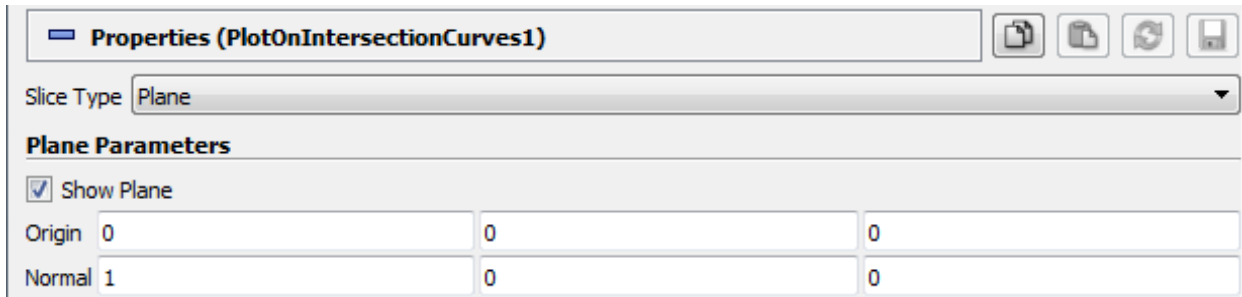 Properties (PlotOnIntersectionCurves1)
Slice Type Plane
Plane Parameters
Show Plane
Origin 0 0 0
Normal 1 0 0